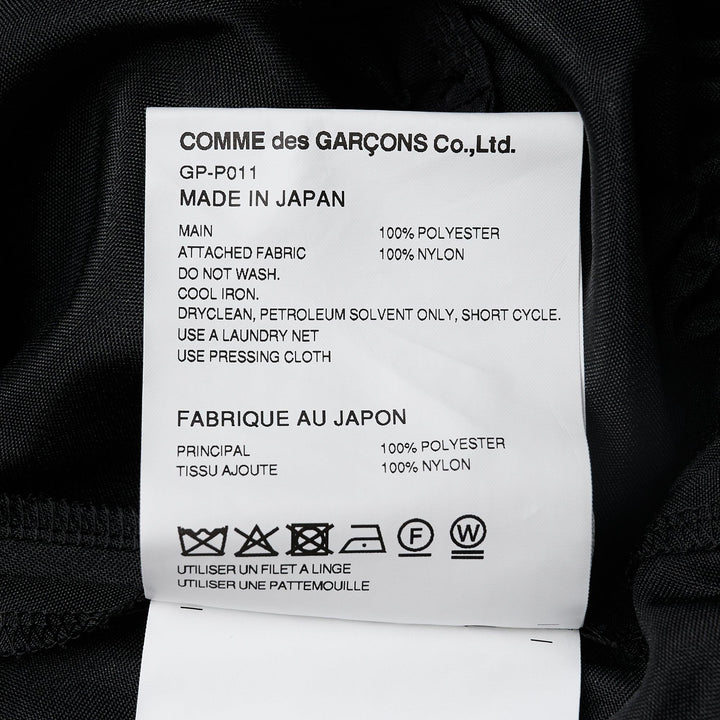 COMME des GARÇONS Co.,Ltd.
GP-P011
MADE IN JAPAN
MAIN 100% POLYESTER
ATTACHED FABRIC 100% NYLON
DO NOT WASH.
COOL IRON.
DRYCLEAN, PETROLEUM SOLVENT ONLY, SHORT CYCLE.
USE A LAUNDRY NET
USE PRESSING CLOTH
FABRIQUE AU JAPON
PRINCIPAL 100% POLYESTER
TISSU AJOUTE 100% NYLON
F W
UTILISER UN FILET A LINGE
UTILISER UNE PATTEMOUILLE